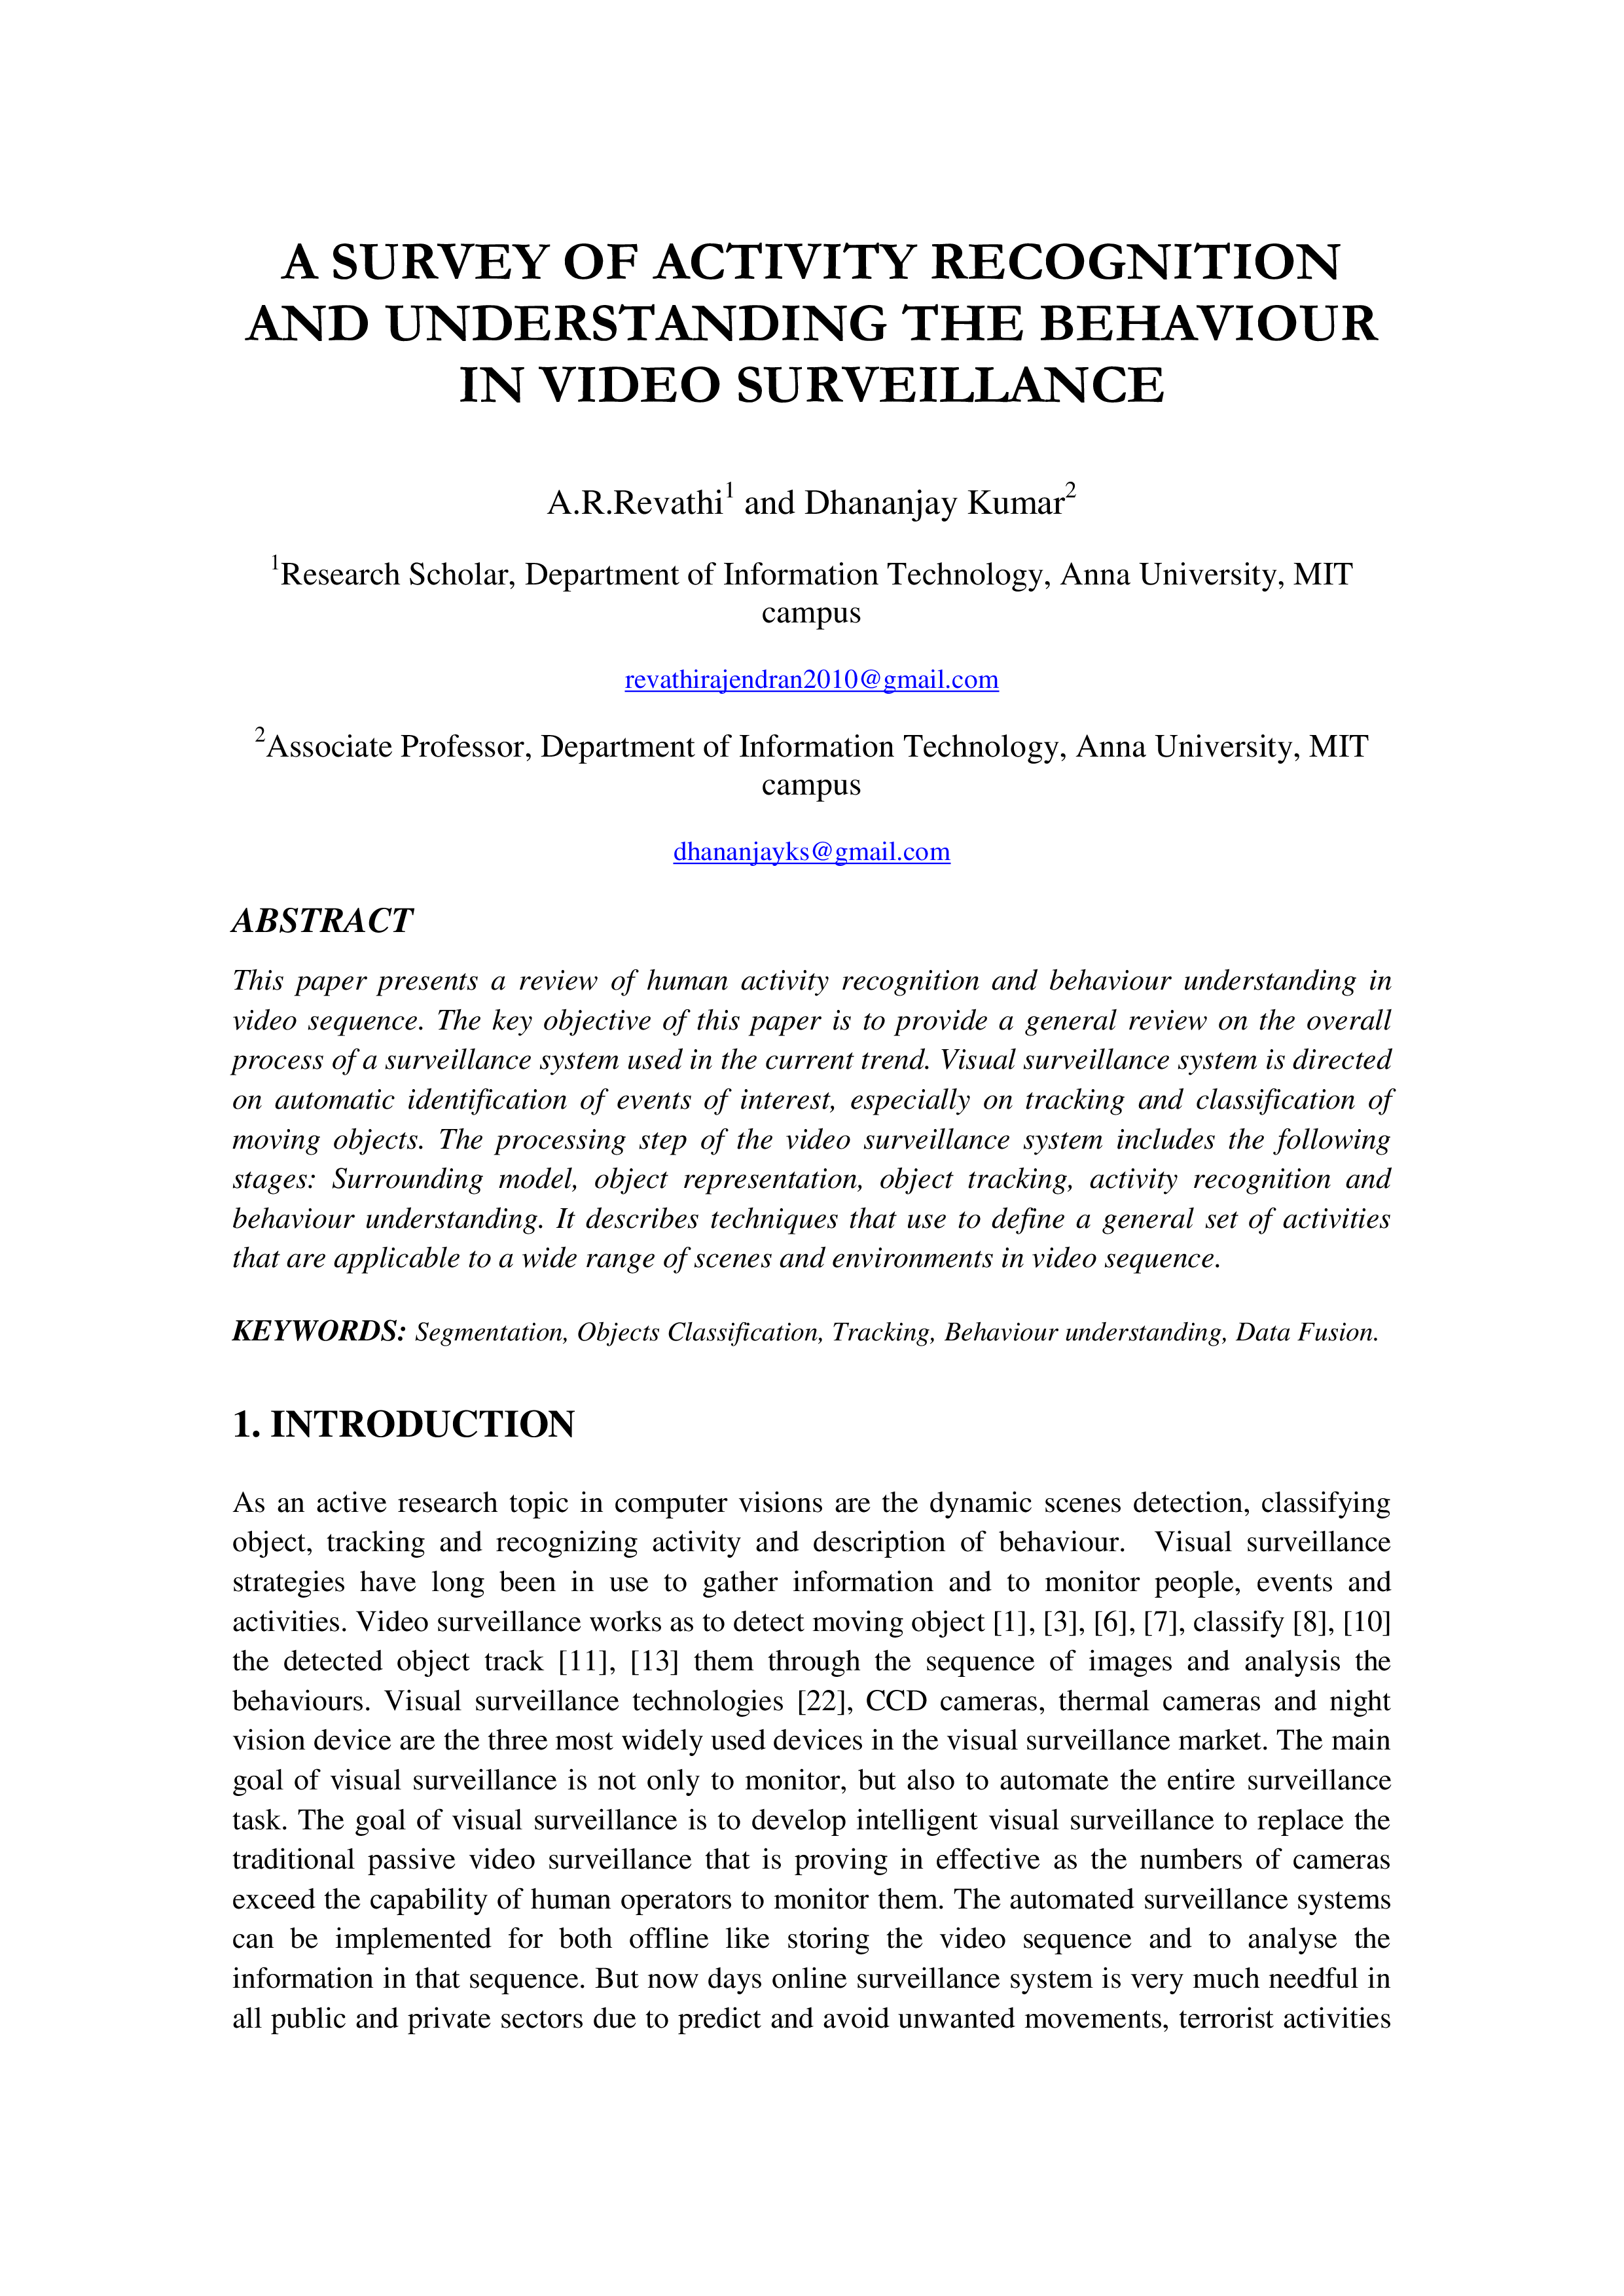 A SURVEY OF ACTIVITY RECOGNITION
AND UNDERSTANDING THE BEHAVIOUR
IN VIDEO SURVEILLANCE
A.R.Revathi1 and Dhananjay Kumar2
1Research Scholar, Department of Information Technology, Anna University, MIT
campus
revathirajendran2010@gmail.com
2Associate Professor, Department of Information Technology, Anna University, MIT
campus
dhananjayks@gmail.com
ABSTRACT
This paper presents a review of human activity recognition and behaviour understanding in
video sequence. The key objective of this paper is to provide a general review on the overall
process of a surveillance system used in the current trend. Visual surveillance system is directed
on automatic identification of events of interest, especially on tracking and classification of
moving objects. The processing step of the video surveillance system includes the following
stages: Surrounding model, object representation, object tracking, activity recognition and
behaviour understanding. It describes techniques that use to define a general set of activities
that are applicable to a wide range of scenes and environments in video sequence.
KEYWORDS: Segmentation, Objects Classification, Tracking, Behaviour understanding, Data Fusion.
1. INTRODUCTION
As an active research topic in computer visions are the dynamic scenes detection, classifying
object, tracking and recognizing activity and description of behaviour. Visual surveillance
strategies have long been in use to gather information and to monitor people, events and
activities. Video surveillance works as to detect moving object [1], [3], [6], [7], classify [8], [10]
the detected object track [11], [13] them through the sequence of images and analysis the
behaviours. Visual surveillance technologies [22], CCD cameras, thermal cameras and night
vision device are the three most widely used devices in the visual surveillance market. The main
goal of visual surveillance is not only to monitor, but also to automate the entire surveillance
task. The goal of visual surveillance is to develop intelligent visual surveillance to replace the
traditional passive video surveillance that is proving in effective as the numbers of cameras
exceed the capability of human operators to monitor them. The automated surveillance systems
can be implemented for both offline like storing the video sequence and to analyse the
information in that sequence. But now days online surveillance system is very much needful in
all public and private sectors due to predict and avoid unwanted movements, terrorist activities